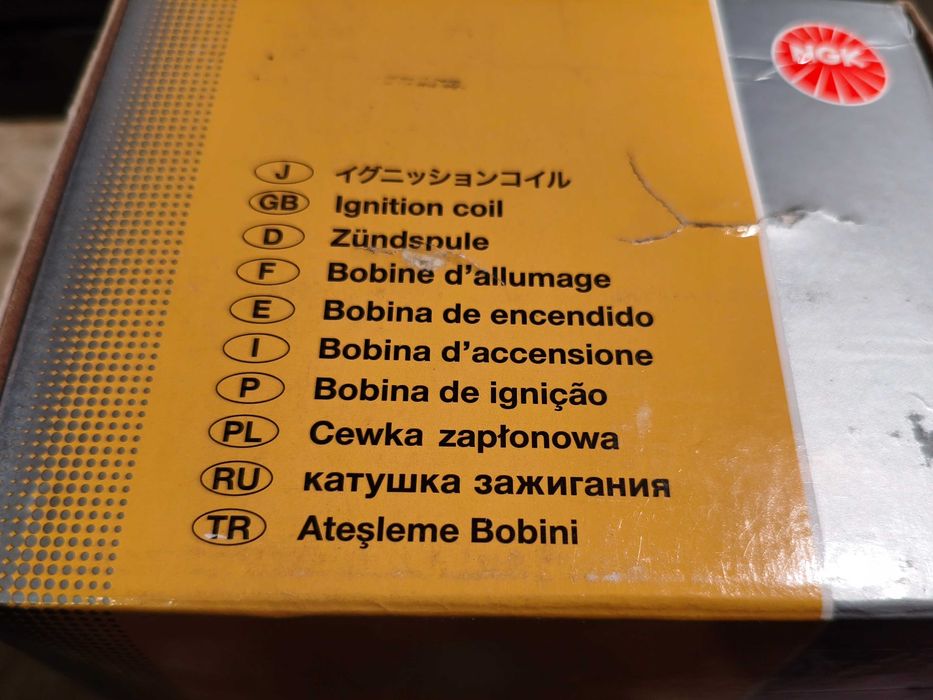 NGK
J イグニッションコイル
GB Ignition coil
D Zündspule
F Bobine d'allumage
E Bobina de encendido
I Bobina d'accensione
P Bobina de ignição
PL Cewka zapłonowa
RU катушка зажигания
TR Ateşleme Bobini